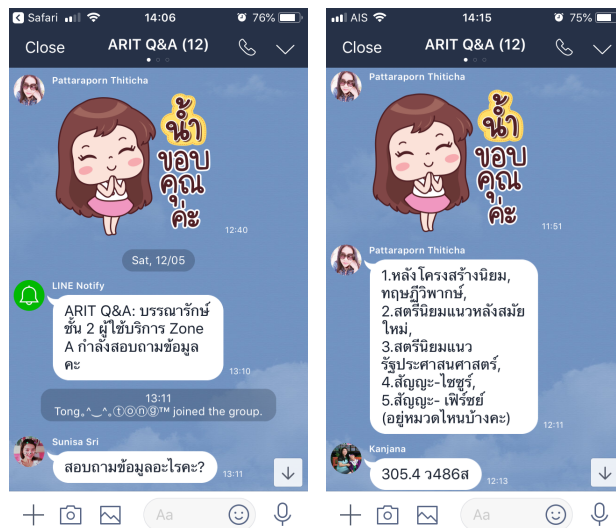 Safari 14:06 76%
Close ARIT Q&A (12)
Pattaraporn Thiticha
น้ำ
ขอบ
คุณ
ค่ะ
12:40
Sat, 12/05
LINE Notify
ARIT Q&A: บรรณารักษ์
ชั้น 2 ผู้ใช้บริการ Zone
A กำลังสอบถามข้อมูล
คะ
13:10
13:11
Tong｡^‿^｡ⓣⓞⓝⓖ™ joined the group.
Sunisa Sri
สอบถามข้อมูลอะไรคะ?
13:11
Aa
AIS 14:15 75%
Close ARIT Q&A (12)
Pattaraporn Thiticha
น้ำ
ขอบ
คุณ
ค่ะ
11:51
Pattaraporn Thiticha
1.หลังโครงสร้างนิยม,
ทฤษฎีวิพากษ์,
2.สตรีนิยมแนวหลังสมัย
ใหม่,
3.สตรีนิยมแนว
รัฐประศาสนศาสตร์,
4.สัญญะ-ไซซูร์,
5.สัญญะ- เฟิร์ซย์
(อยู่หมวดไหนบ้างคะ)
12:11
Kanjana
305.4 ว486ส
12:13
Aa